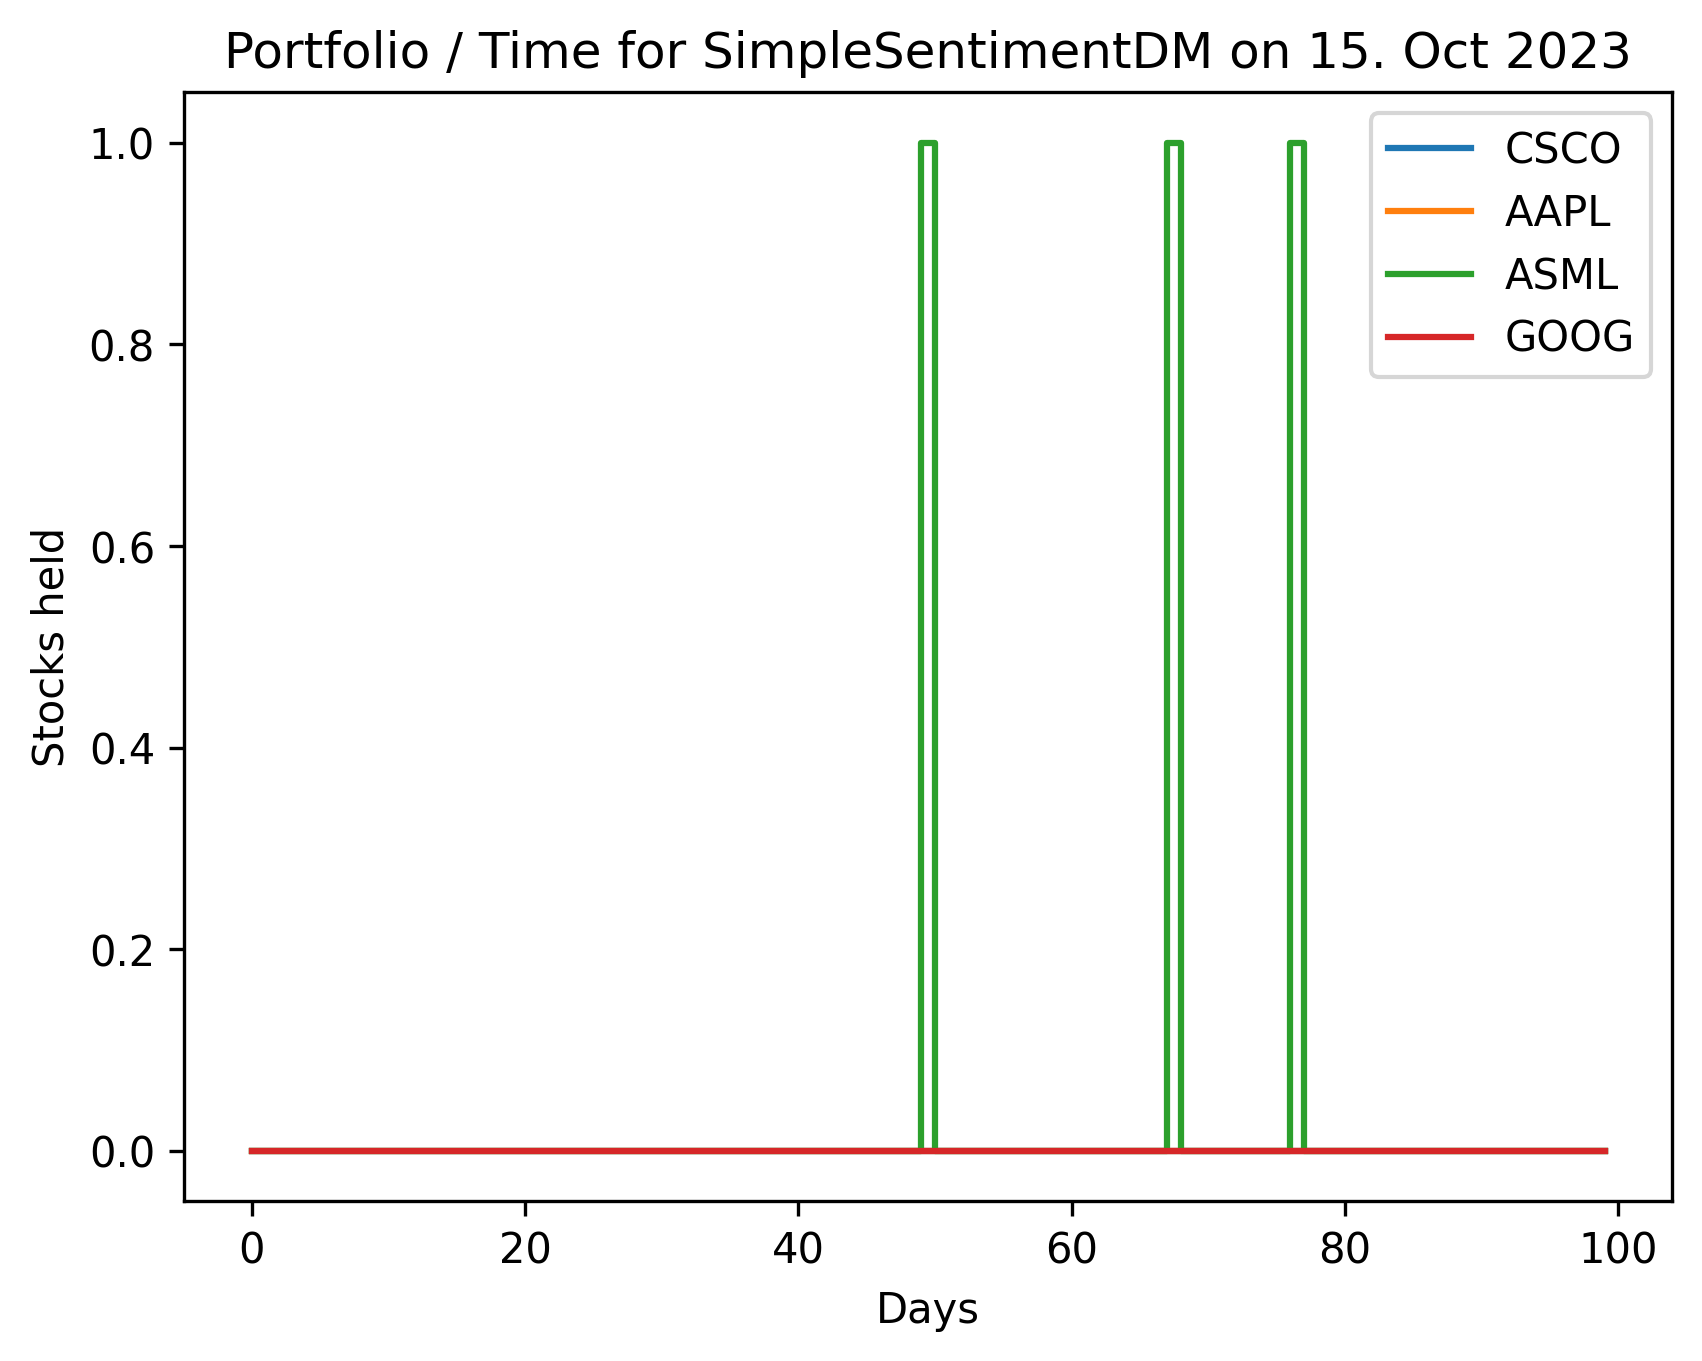 Portfolio / Time for SimpleSentimentDM on 15. Oct 2023
CSCO
AAPL
ASML
GOOG
Stocks held
1.0
0.8
0.6
0.4
0.2
0.0
0 20 40 60 80 100
Days